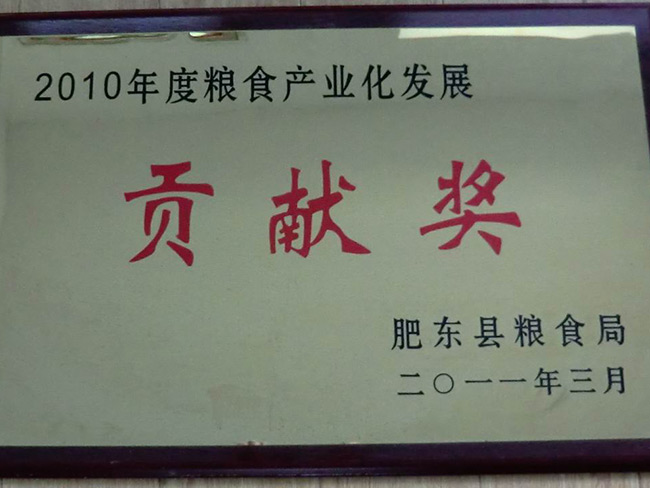 2010年度粮食产业化发展
贡献奖
肥东县粮食局
二〇一一年三月